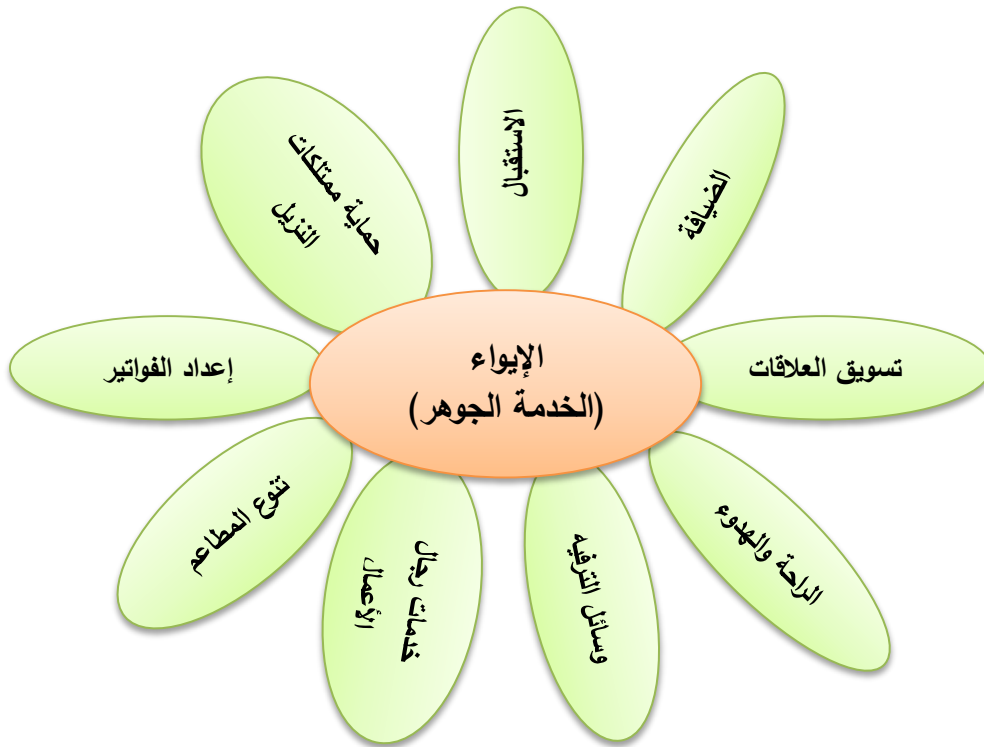 الاستقبال
الضيافة
تسويق العلاقات
الراحة والهدوء
وسائل الترفيه
خدمات رجال
الأعمال
تنوع المطاعم
إعداد الفواتير
حماية ممتلكات
النزيل
الإيواء
(الخدمة الجوهر)